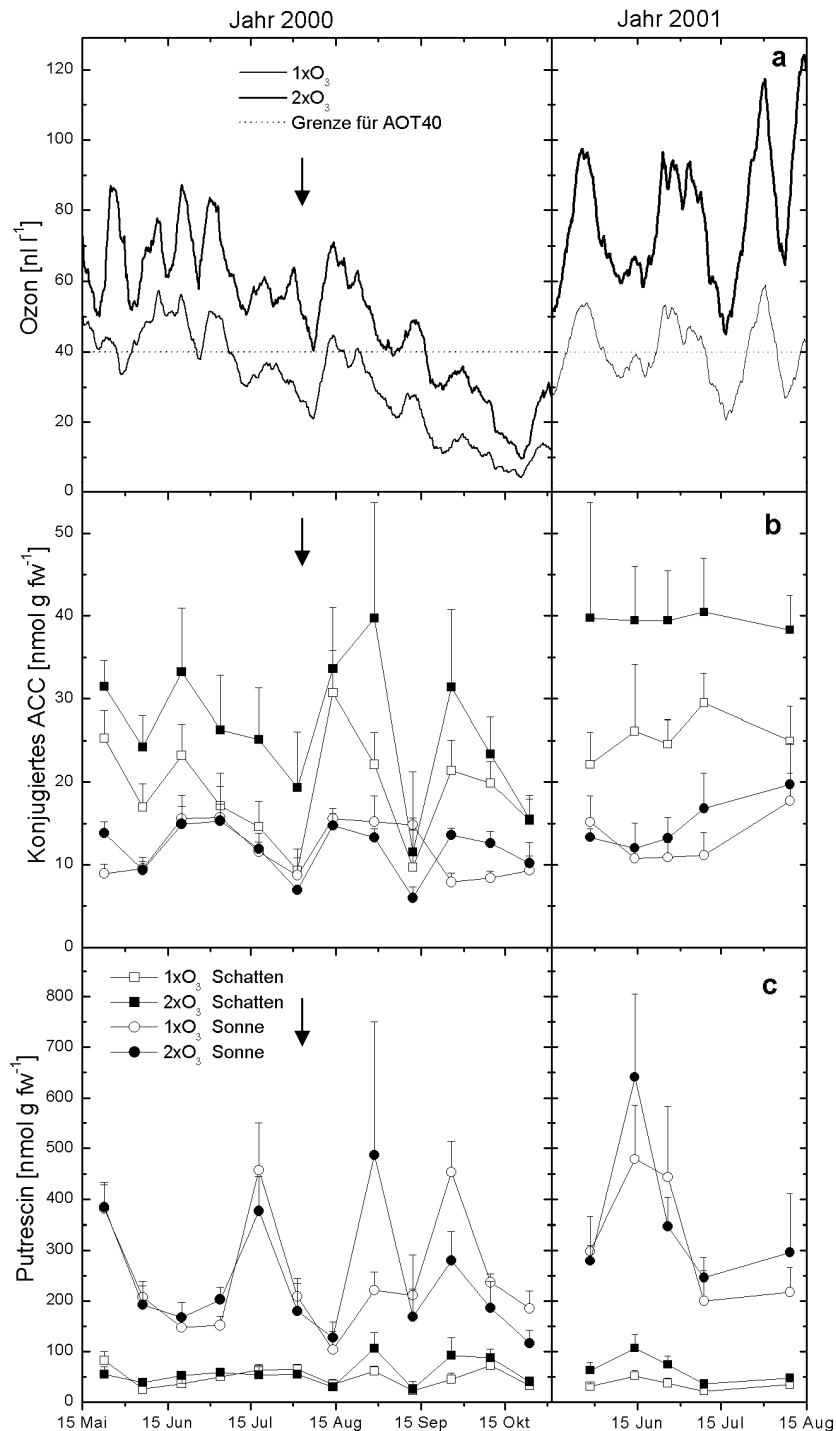 Jahr 2000
Jahr 2001
120
100
80
60
40
20
0
Ozon [nl l⁻¹]
1xO₃
2xO₃
Grenze für AOT40
a
50
40
30
20
10
0
Konjugiertes ACC [nmol g fw⁻¹]
b
800
700
600
500
400
300
200
100
0
Putrescin [nmol g fw⁻¹]
1xO₃ Schatten
2xO₃ Schatten
1xO₃ Sonne
2xO₃ Sonne
c
15 Mai
15 Jun
15 Jul
15 Aug
15 Sep
15 Okt
15 Jun
15 Jul
15 Aug